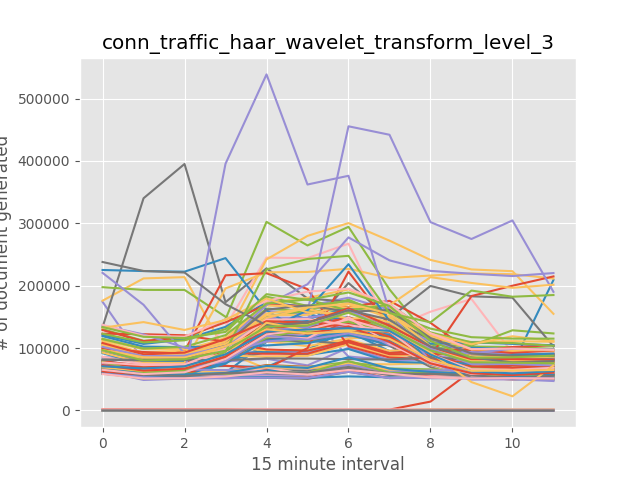 conn_traffic_haar_wavelet_transform_level_3
# of document generated
500000
400000
300000
200000
100000
0
0 2 4 6 8 10
15 minute interval